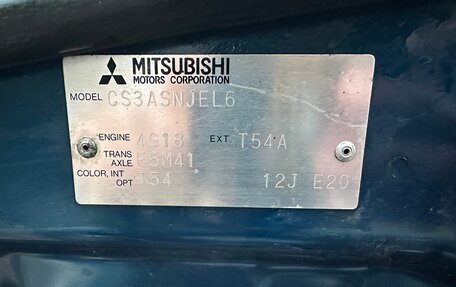 MITSUBISHI
MOTORS CORPORATION
MODEL CS3ASNJEL6
ENGINE 4G18 EXT T54A
TRANS AXLE F5M41
COLOR, INT T54
OPT 12J E20